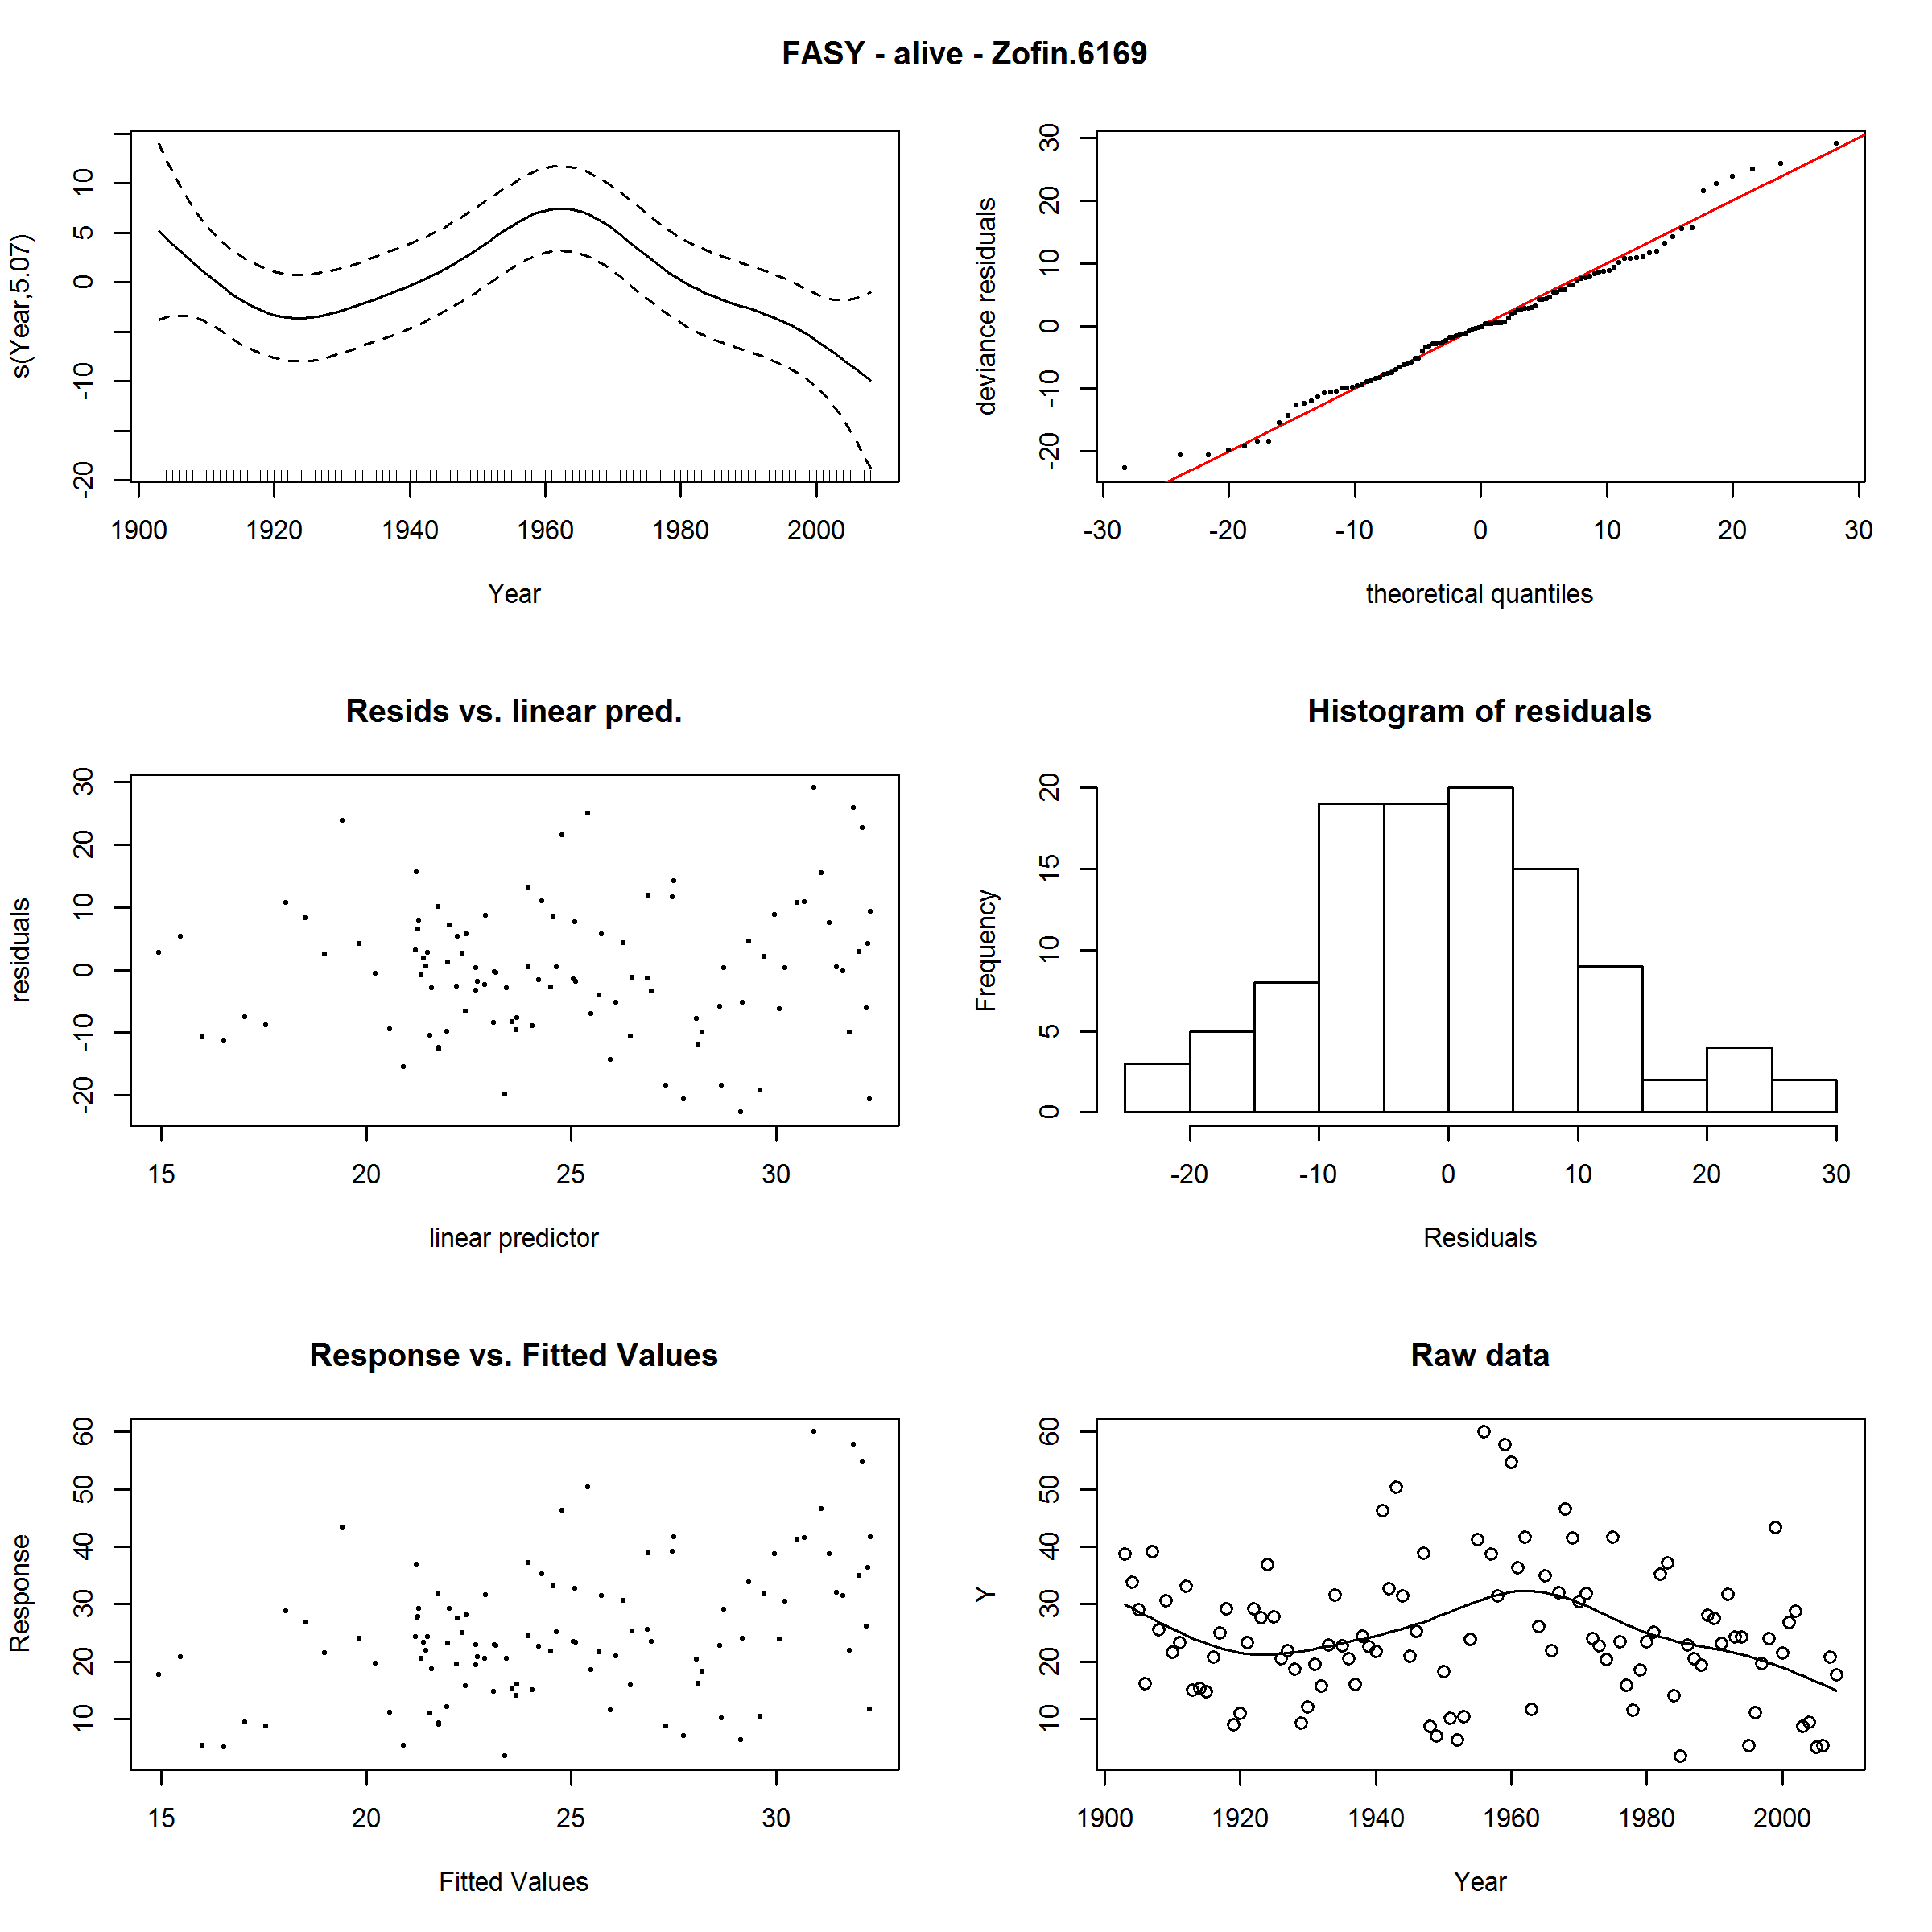 FASY - alive - Zofin.6169
s(Year,5.07)
-20 -10 0 5 10
1900 1920 1940 1960 1980 2000
Year
deviance residuals
-20 -10 0 10 20 30
-30 -20 -10 0 10 20 30
theoretical quantiles
Resids vs. linear pred.
residuals
-20 -10 0 10 20 30
15 20 25 30
linear predictor
Histogram of residuals
Frequency
0 5 10 15 20
-20 -10 0 10 20 30
Residuals
Response vs. Fitted Values
Response
10 20 30 40 50 60
15 20 25 30
Fitted Values
Raw data
Y
10 20 30 40 50 60
1900 1920 1940 1960 1980 2000
Year